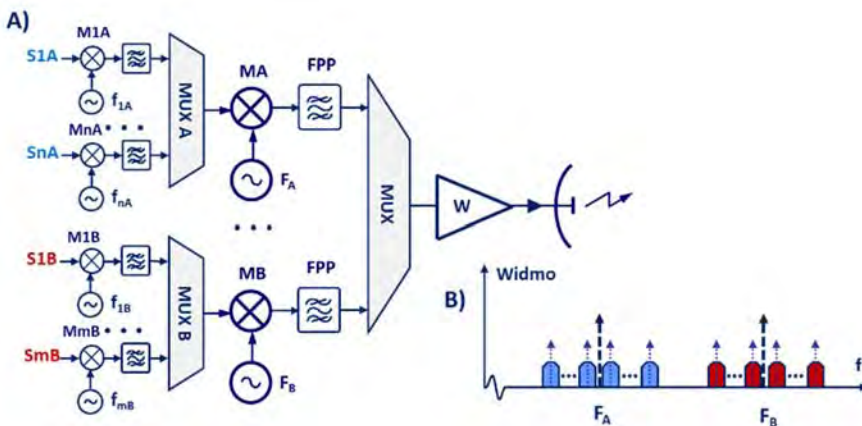 A)
M1A
S1A
f1A
MnA
SnA
fnA
MUX A
MA
FPP
FA
M1B
S1B
f1B
MmB
SmB
fmB
MUX B
MB
FPP
FB
MUX
W
B)
Widmo
f
FA
FB